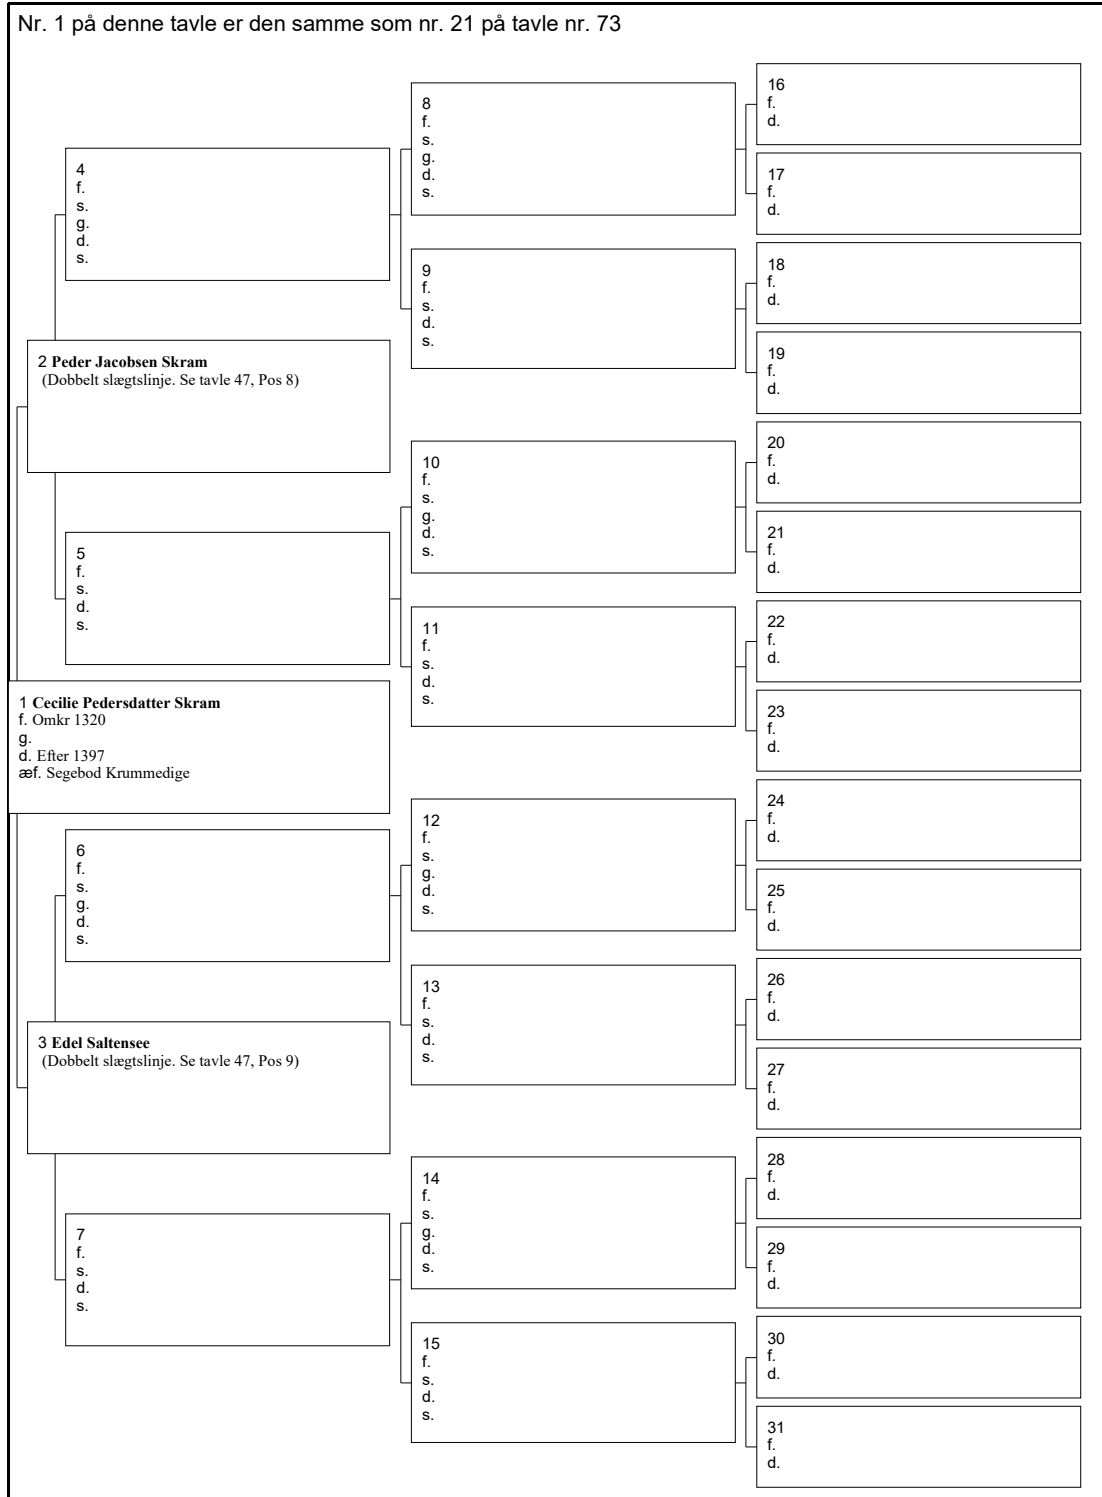 Nr. 1 på denne tavle er den samme som nr. 21 på tavle nr. 73
16
f.
d.
8
f.
s.
g.
d.
s.
17
f.
d.
4
f.
s.
g.
d.
s.
18
f.
d.
9
f.
s.
d.
s.
19
f.
d.
2 Peder Jacobsen Skram
(Dobbelt slægtslinje. Se tavle 47, Pos 8)
20
f.
d.
10
f.
s.
g.
d.
s.
21
f.
d.
5
f.
s.
d.
s.
22
f.
d.
11
f.
s.
d.
s.
23
f.
d.
1 Cecilie Pedersdatter Skram
f. Omkr 1320
g.
d. Efter 1397
æf. Segebod Krummedige
24
f.
d.
12
f.
s.
g.
d.
s.
25
f.
d.
6
f.
s.
g.
d.
s.
26
f.
d.
13
f.
s.
d.
s.
27
f.
d.
3 Edel Saltensee
(Dobbelt slægtslinje. Se tavle 47, Pos 9)
28
f.
d.
14
f.
s.
g.
d.
s.
29
f.
d.
7
f.
s.
d.
s.
30
f.
d.
15
f.
s.
d.
s.
31
f.
d.